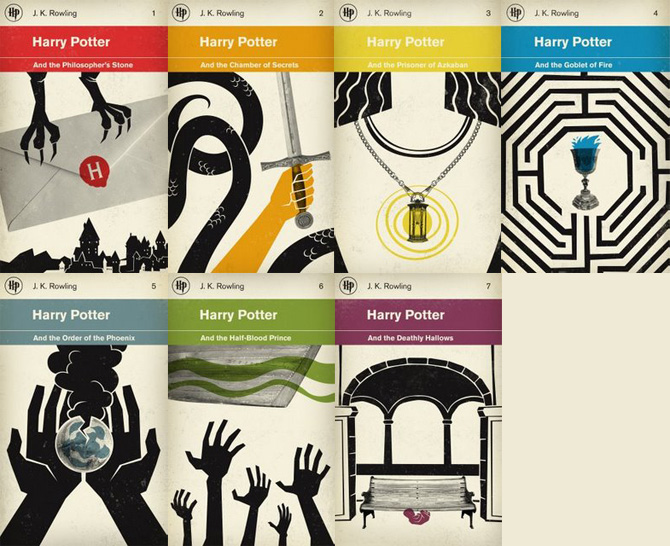 HP J. K. Rowling 1
Harry Potter
And the Philosopher's Stone
H
HP J. K. Rowling 2
Harry Potter
And the Chamber of Secrets
HP J. K. Rowling 3
Harry Potter
And the Prisoner of Azkaban
HP J. K. Rowling 4
Harry Potter
And the Goblet of Fire
HP J. K. Rowling 5
Harry Potter
And the Order of the Phoenix
HP J. K. Rowling 6
Harry Potter
And the Half-Blood Prince
HP J. K. Rowling 7
Harry Potter
And the Deathly Hallows